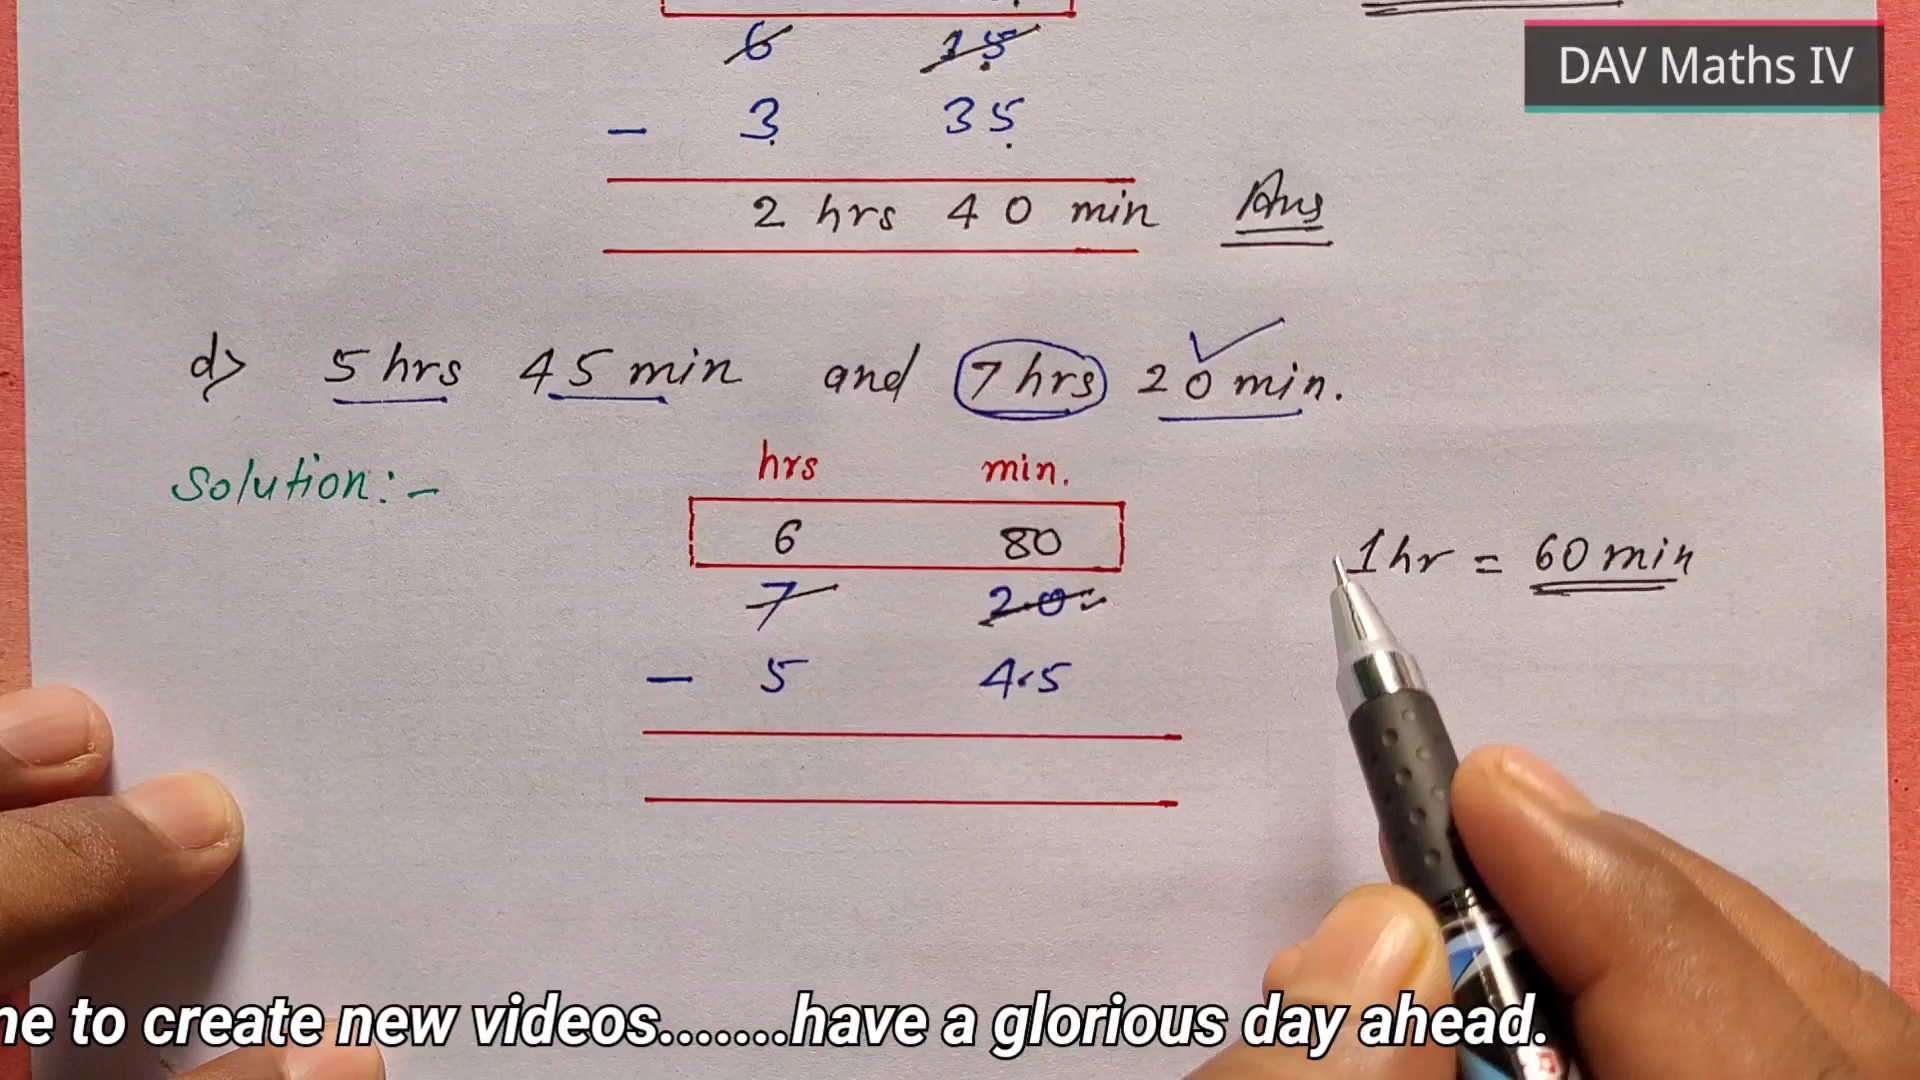 DAV Maths IV
6 15
- 3 35
2 hrs 40 min Ans
d> 5 hrs 45 min and 7 hrs 20 min.
Solution:-
hrs min.
6 80
1 hr = 60 min
7 20
- 5 45
to create new videos.......have a glorious day ahead.